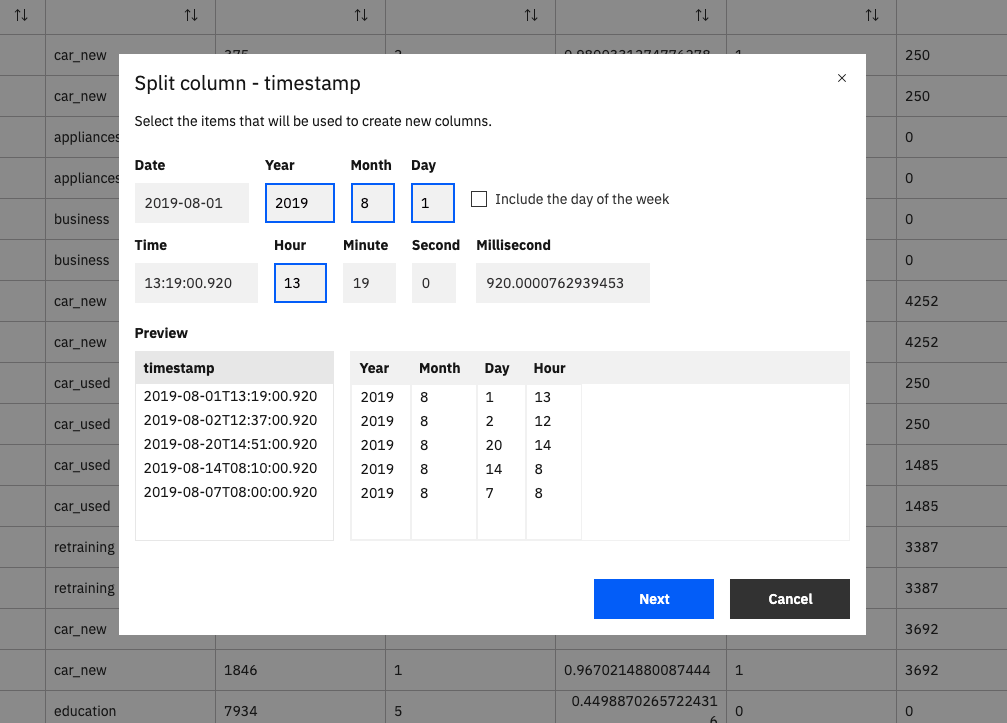 car_new 375 2 0.9890331274776278 1 250
car_new 250
appliances 0
appliances 0
business 0
business 0
car_new 4252
car_new 4252
car_used 250
car_used 250
car_used 1485
car_used 1485
retraining 3387
retraining 3387
car_new 3692
car_new 1846 1 0.9670214880087444 1 3692
education 7934 5 0.4498870265722431 0 0
6
Split column - timestamp
Select the items that will be used to create new columns.
Date Year Month Day
2019-08-01 2019 8 1 Include the day of the week
Time Hour Minute Second Millisecond
13:19:00.920 13 19 0 920.0000762939453
Preview
timestamp Year Month Day Hour
2019-08-01T13:19:00.920 2019 8 1 13
2019-08-02T12:37:00.920 2019 8 2 12
2019-08-20T14:51:00.920 2019 8 20 14
2019-08-14T08:10:00.920 2019 8 14 8
2019-08-07T08:00:00.920 2019 8 7 8
Next Cancel